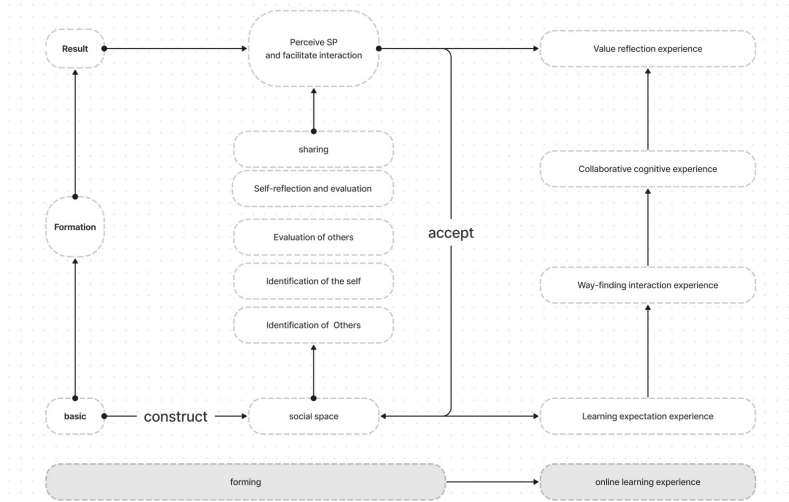 Result
Perceive SP
and facilitate interaction
Value reflection experience
sharing
Collaborative cognitive experience
Self-reflection and evaluation
Formation
Evaluation of others
accept
Identification of the self
Way-finding interaction experience
Identification of Others
basic
construct
social space
Learning expectation experience
forming
online learning experience